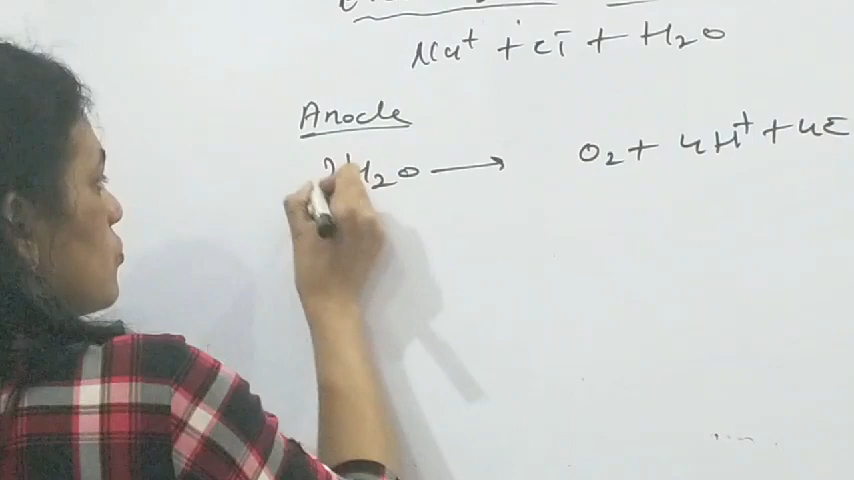 Na⁺ + Cl⁻ + H₂O
Anode
2H₂O ⟶ O₂ + 4H⁺ + 4e⁻